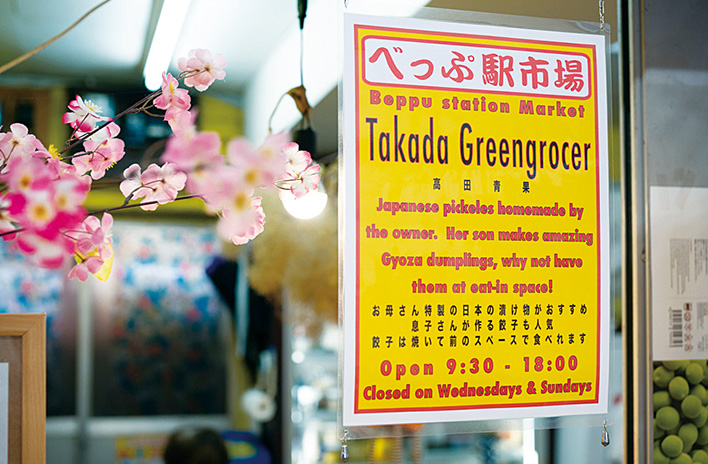 べっぷ駅市場
Beppu station Market
Takada Greengrocer
高田青果
Japanese pickeles homemade by
the owner. Her son makes amazing
Gyoza dumplings, why not have
them at eat-in space!
お母さん特製の日本の漬け物がおすすめ
息子さんが作る餃子も人気
餃子は焼いて前のスペースで食べれます
Open 9:30 - 18:00
Closed on Wednesdays & Sundays